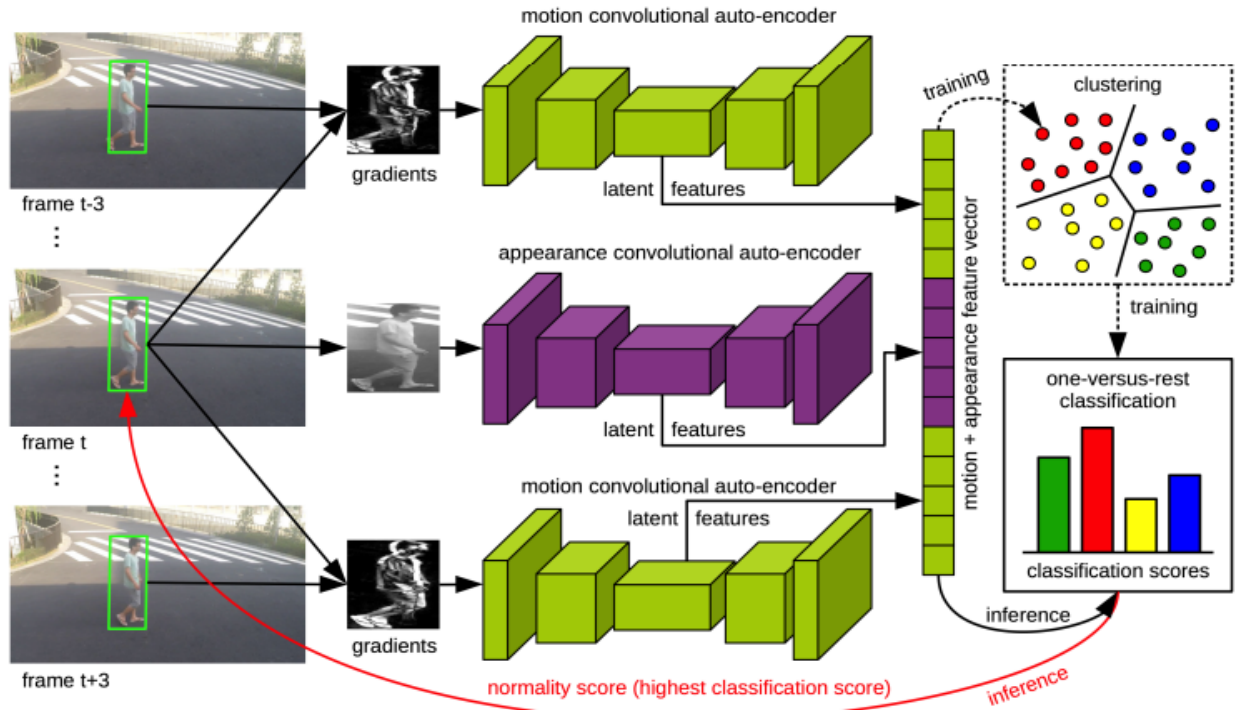 motion convolutional auto-encoder
training
clustering
gradients
latent features
frame t-3
⋮
appearance convolutional auto-encoder
motion + appearance feature vector
training
one-versus-rest
classification
latent features
frame t
⋮
motion convolutional auto-encoder
latent features
classification scores
inference
gradients
frame t+3
normality score (highest classification score)
inference